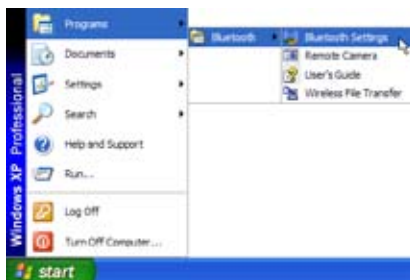 Programs
Documents
Settings
Search
Help and Support
Run...
Log Off
Turn Off Computer...
Bluetooth
Bluetooth Settings
Remote Camera
User's Guide
Wireless File Transfer
Windows XP Professional
start